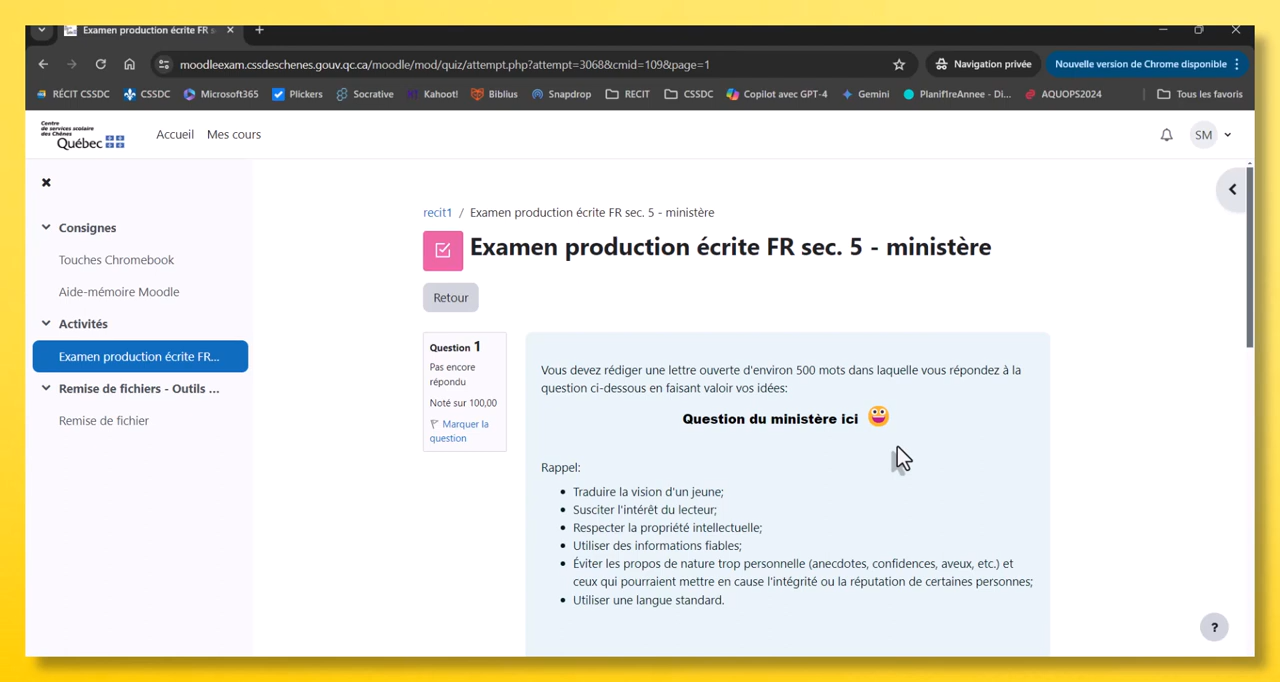 Examen production écrite FR s
moodleexam.cssdeschenes.gouv.qc.ca/moodle/mod/quiz/attempt.php?attempt=3068&cmid=109&page=1
Navigation privée
Nouvelle version de Chrome disponible
RÉCIT CSSDC
CSSDC
Microsoft365
Plickers
Socrative
Kahoot!
Biblius
Snapdrop
RECIT
CSSDC
Copilot avec GPT-4
Gemini
Planif1reAnnee - Di...
AQUOPS2024
Tous les favoris
Centre
de services scolaire
des Chênes
Québec
Accueil
Mes cours
SM
Consignes
Touches Chromebook
Aide-mémoire Moodle
Activités
Examen production écrite FR...
Remise de fichiers - Outils ...
Remise de fichier
recit1 / Examen production écrite FR sec. 5 - ministère
Examen production écrite FR sec. 5 - ministère
Retour
Question 1
Pas encore
répondu
Noté sur 100,00
Marquer la
question
Vous devez rédiger une lettre ouverte d'environ 500 mots dans laquelle vous répondez à la
question ci-dessous en faisant valoir vos idées:
Question du ministère ici
Rappel:
• Traduire la vision d'un jeune;
• Susciter l'intérêt du lecteur;
• Respecter la propriété intellectuelle;
• Utiliser des informations fiables;
• Éviter les propos de nature trop personnelle (anecdotes, confidences, aveux, etc.) et
ceux qui pourraient mettre en cause l'intégrité ou la réputation de certaines personnes;
• Utiliser une langue standard.
?